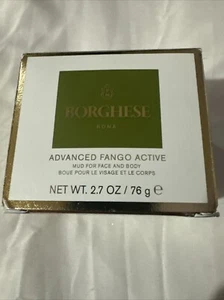 BORGHESE
ROMA
ADVANCED FANGO ACTIVE
MUD FOR FACE AND BODY
BOUE POUR LE VISAGE ET LE CORPS
NET WT. 2.7 OZ / 76 g ℮